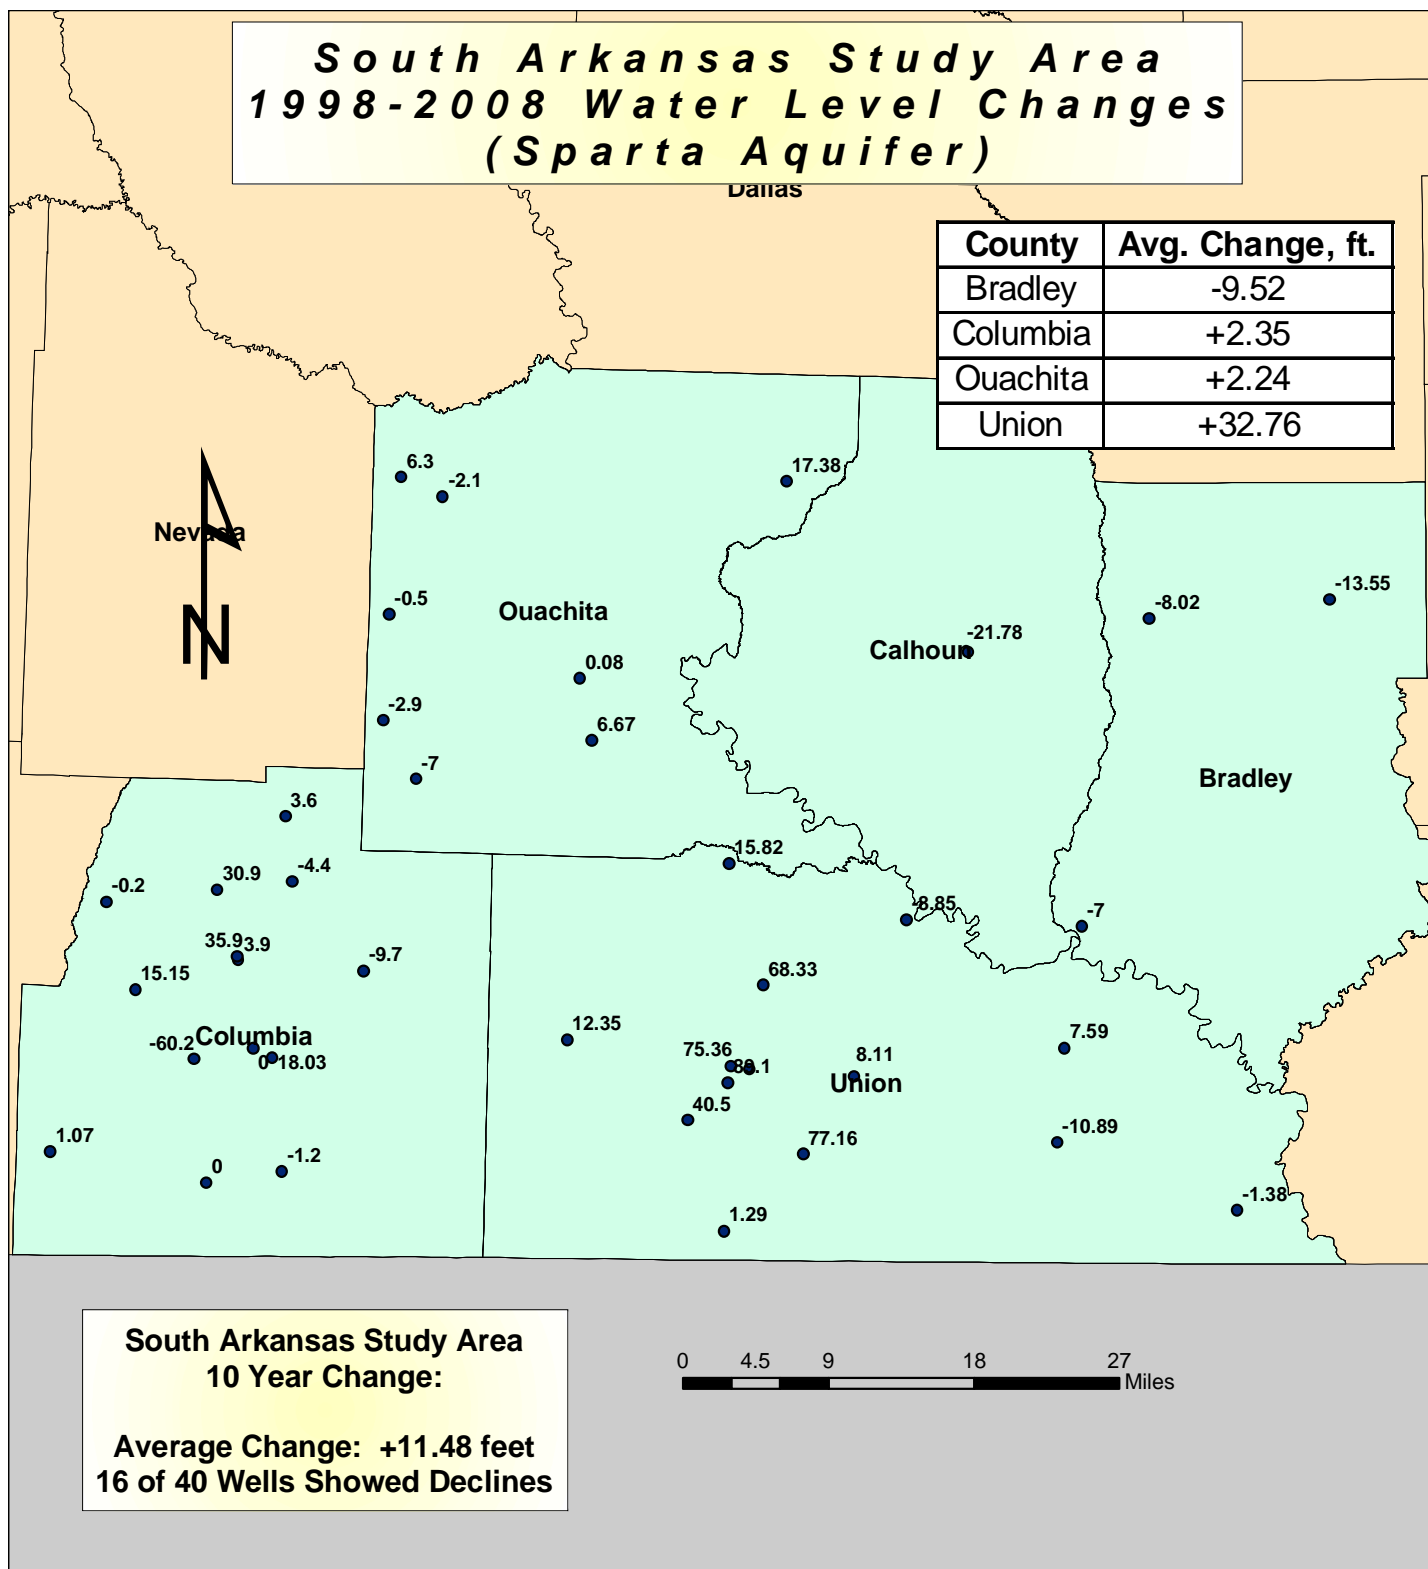 South Arkansas Study Area
1998-2008 Water Level Changes
(Sparta Aquifer)
Dallas
County Avg. Change, ft.
Bradley -9.52
Columbia +2.35
Ouachita +2.24
Union +32.76
6.3
-2.1
17.38
Nevada
N
-0.5
Ouachita
-8.02
-13.55
Calhoun
-21.78
0.08
-2.9
6.67
-7
Bradley
3.6
15.82
-0.2
30.9
-4.4
-8.85
-7
35.9
3.9
-9.7
15.15
68.33
-60.2
Columbia
0
18.03
12.35
75.36
8.11
Union
7.59
40.5
77.16
-10.89
1.07
0
-1.2
1.29
-1.38
South Arkansas Study Area
10 Year Change:
Average Change: +11.48 feet
16 of 40 Wells Showed Declines
0 4.5 9 18 27
Miles